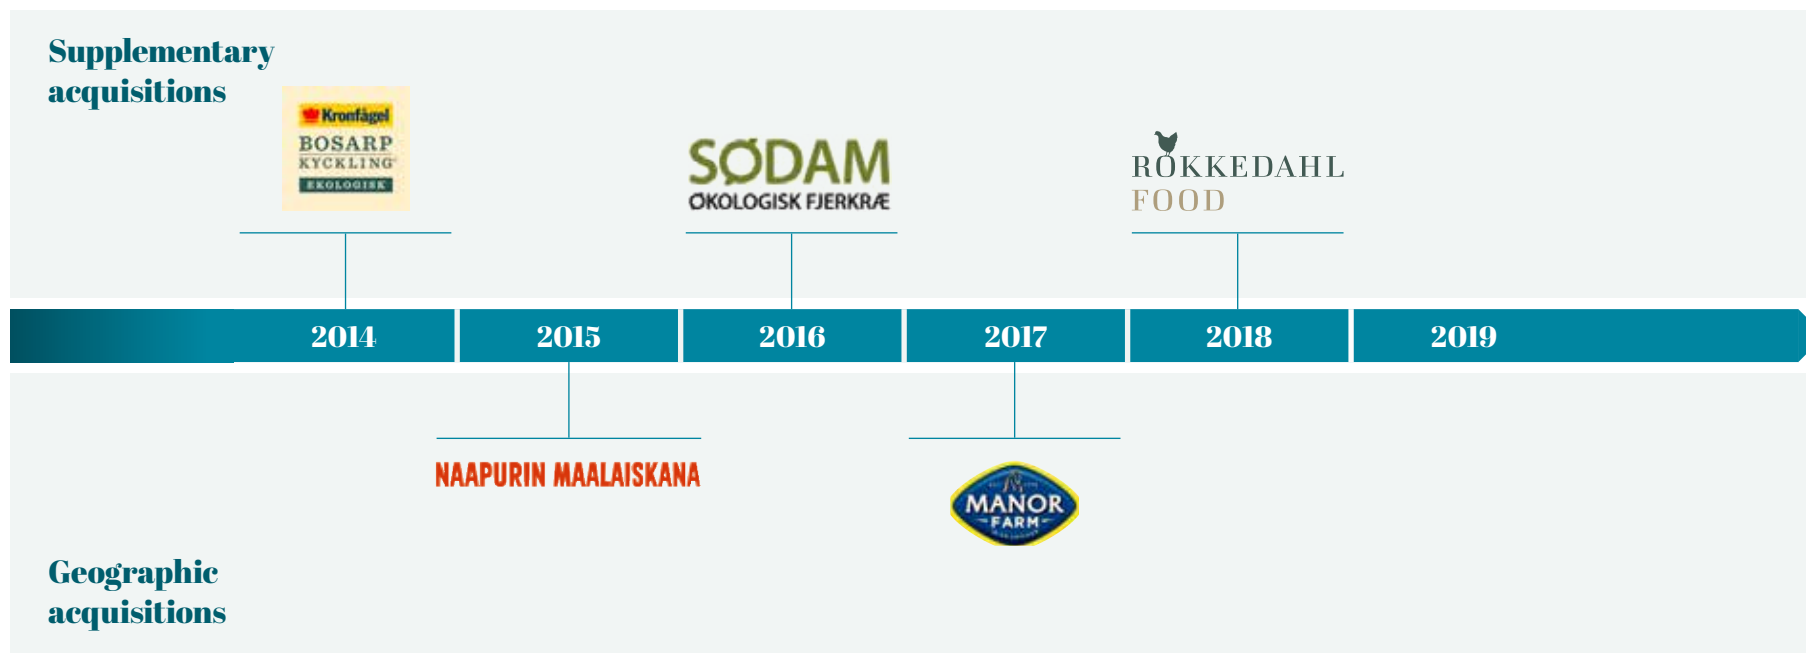 Supplementary
acquisitions
Kronfågel
BOSARP
KYCKLING
EKOLOGISK
SØDAM
ØKOLOGISK FJERKRÆ
ROKKEDAHL
FOOD
2014
2015
2016
2017
2018
2019
NAAPURIN MAALAISKANA
MANOR
FARM
Geographic
acquisitions